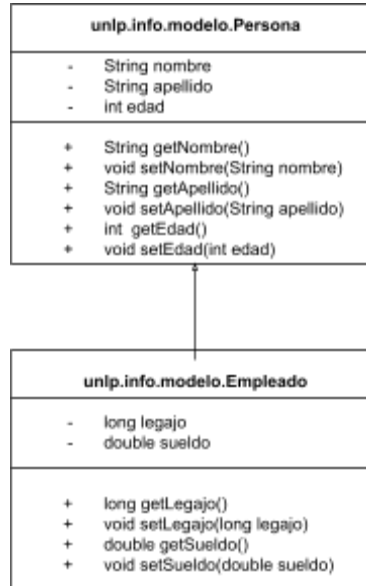 unlp.info.modelo.Persona
- String nombre
- String apellido
- int edad
+ String getNombre()
+ void setNombre(String nombre)
+ String getApellido()
+ void setApellido(String apellido)
+ int getEdad()
+ void setEdad(int edad)
unlp.info.modelo.Empleado
- long legajo
- double sueldo
+ long getLegajo()
+ void setLegajo(long legajo)
+ double getSueldo()
+ void setSueldo(double sueldo)